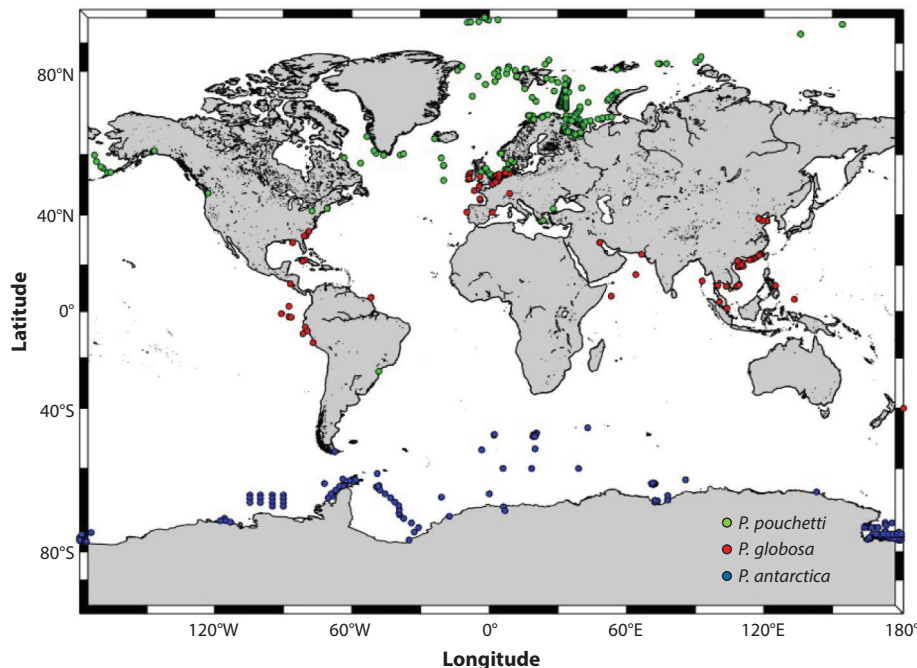 80°N
40°N
0°
40°S
80°S
Latitude
P. pouchetti
P. globosa
P. antarctica
120°W
60°W
0°
60°E
120°E
180°
Longitude